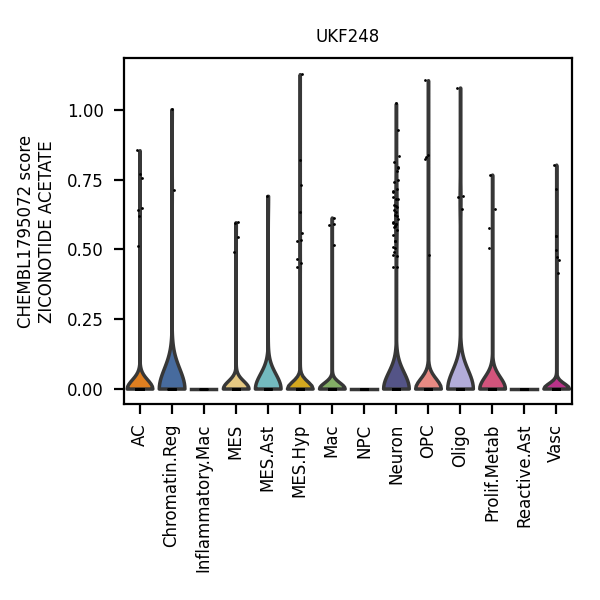 UKF248
CHEMBL1795072 score
ZICONOTIDE ACETATE
1.00
0.75
0.50
0.25
0.00
AC
Chromatin.Reg
Inflammatory.Mac
MES
MES.Ast
MES.Hyp
Mac
NPC
Neuron
OPC
Oligo
Prolif.Metab
Reactive.Ast
Vasc